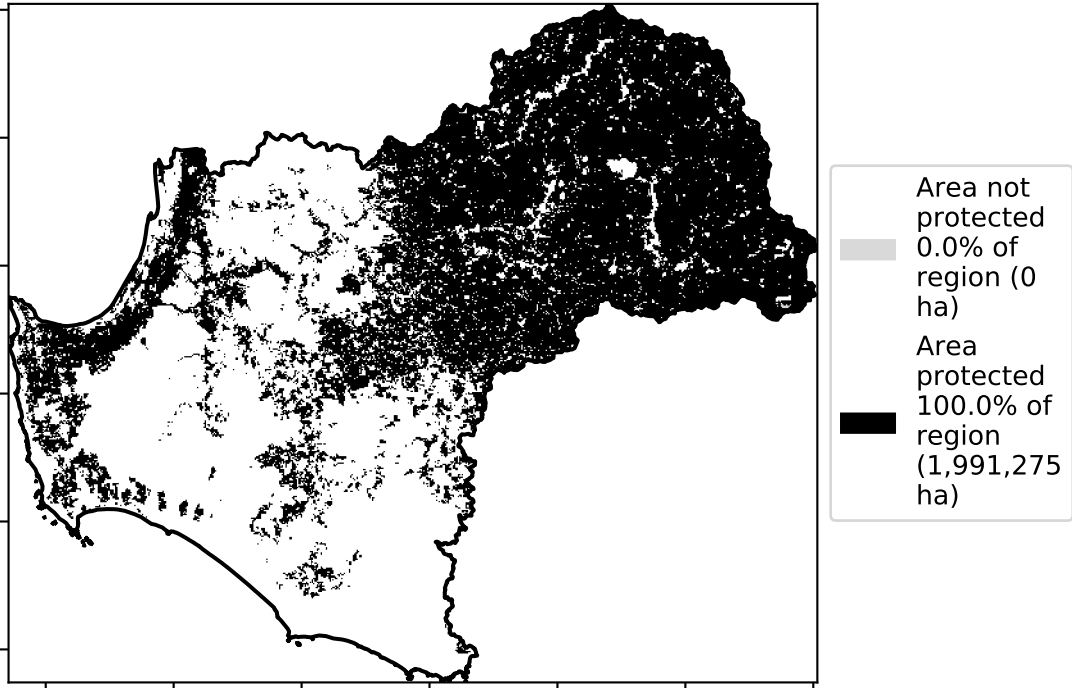 Area not
protected
0.0% of
region (0
ha)
Area
protected
100.0% of
region
(1,991,275
ha)